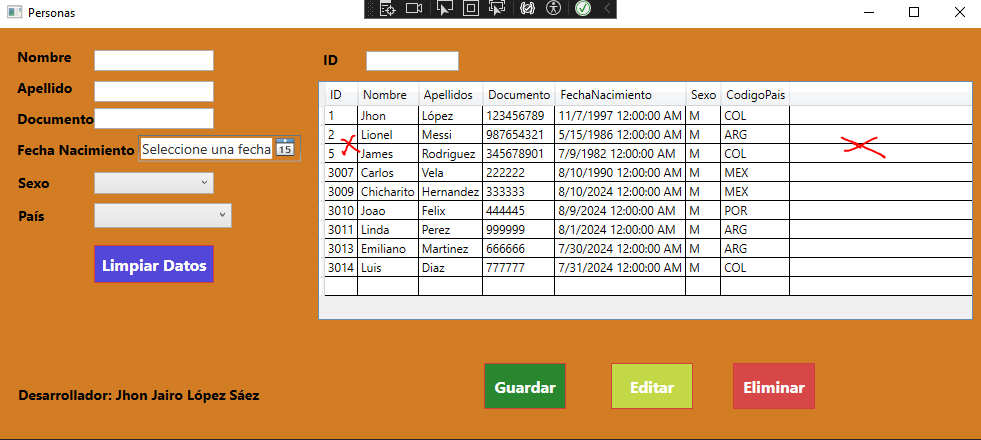 Personas
Nombre
Apellido
Documento
Fecha Nacimiento Seleccione una fecha 15
Sexo
País
Limpiar Datos
ID
ID Nombre Apellidos Documento FechaNacimiento Sexo CodigoPais
1 Jhon López 123456789 11/7/1997 12:00:00 AM M COL
2 Lionel Messi 987654321 5/15/1986 12:00:00 AM M ARG
5 James Rodriguez 345678901 7/9/1982 12:00:00 AM M COL
3007 Carlos Vela 222222 8/10/1990 12:00:00 AM M MEX
3009 Chicharito Hernandez 333333 8/10/2024 12:00:00 AM M MEX
3010 Joao Felix 444445 8/9/2024 12:00:00 AM M POR
3011 Linda Perez 999999 8/1/2024 12:00:00 AM M ARG
3013 Emiliano Martinez 666666 7/30/2024 12:00:00 AM M ARG
3014 Luis Diaz 777777 7/31/2024 12:00:00 AM M COL
Guardar Editar Eliminar
Desarrollador: Jhon Jairo López Sáez